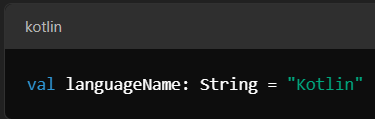 kotlin
val languageName: String = "Kotlin"